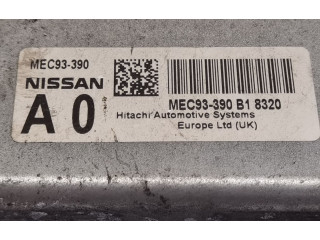 MEC93-390
NISSAN
A 0
MEC93-390 B1 8320
Hitachi Automotive Systems
Europe Ltd (UK)